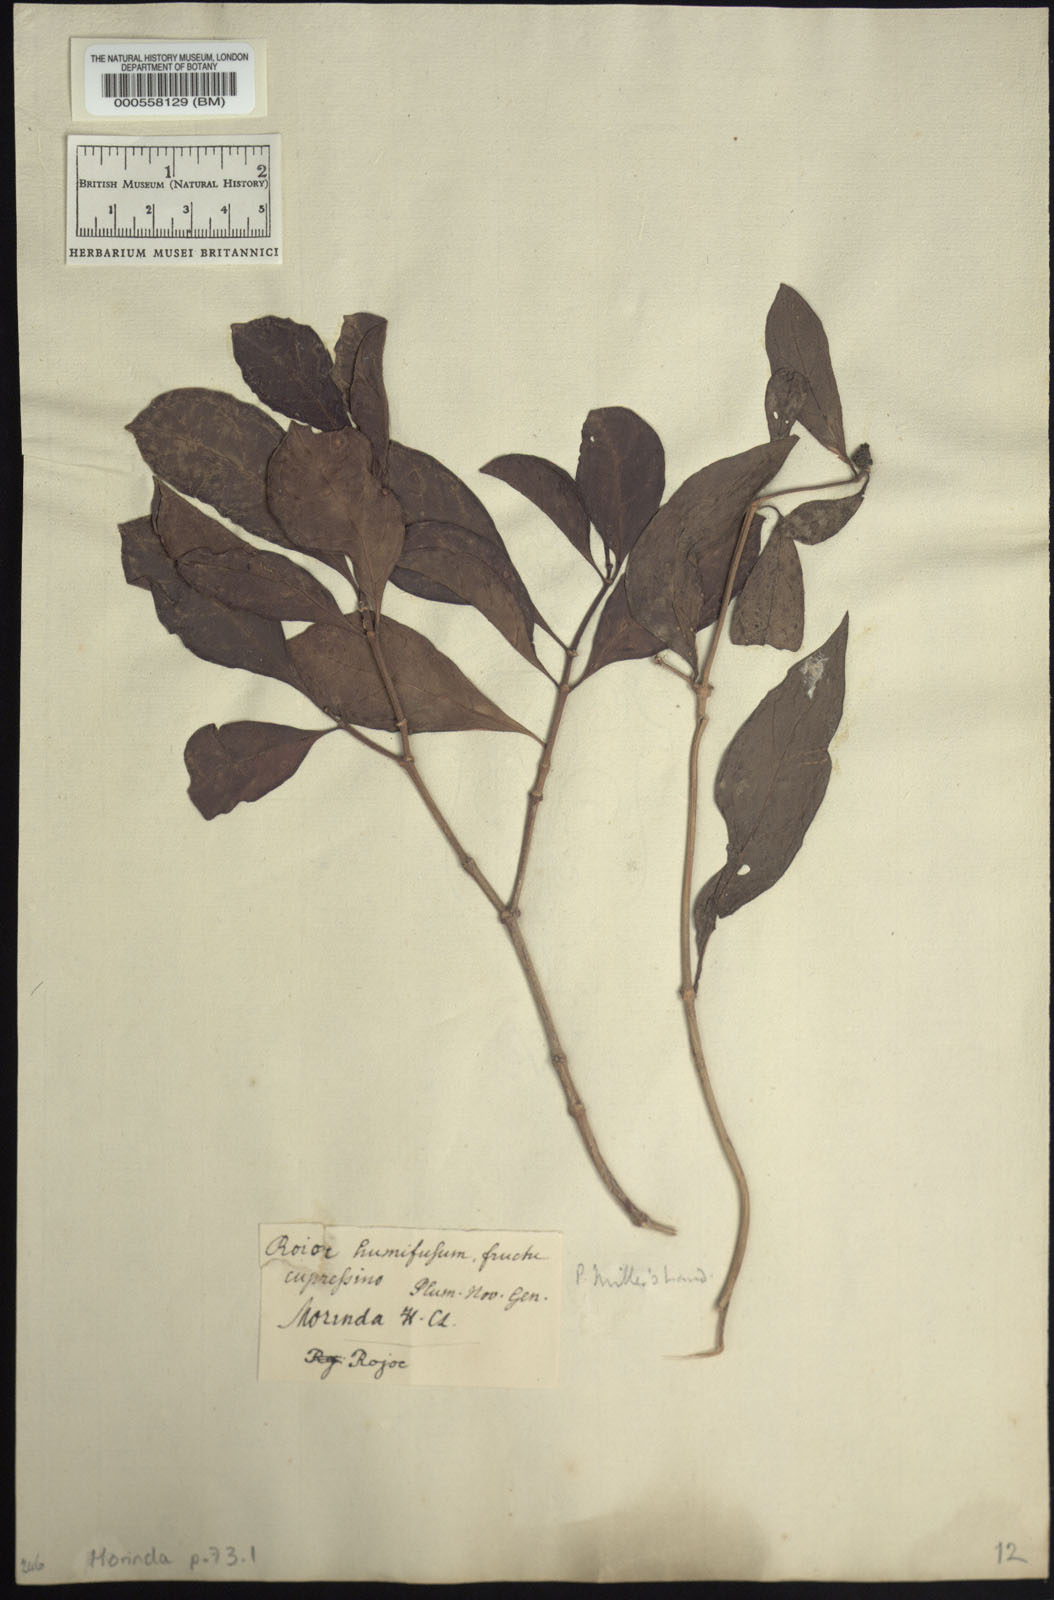 THE NATURAL HISTORY MUSEUM, LONDON
DEPARTMENT OF BOTANY
000558129 (BM)
1 2
BRITISH MUSEUM (NATURAL HISTORY)
1 2 3 4 5
HERBARIUM MUSEI BRITANNICI
Roioc humifusum, fructu
cupressino Plum. Nov. Gen.
Morinda H. Cl.
Rojoc
P. Miller's hand.
Morinda p.73.1
12